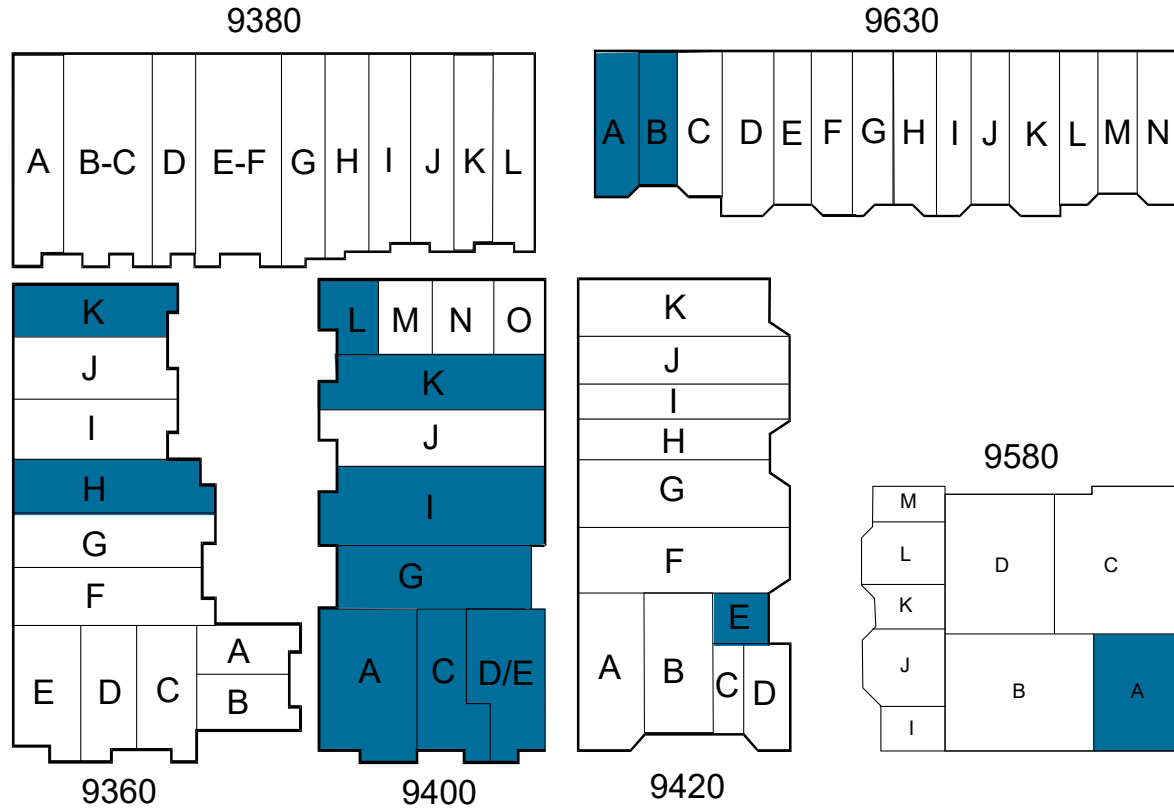 9380
A B-C D E-F G H I J K L
9630
A B C D E F G H I J K L M N
K
J
I
H
G
F
A
B
E D C
9360
L M N O
K
J
I
G
A C D/E
9400
K
J
I
H
G
F
E
A B C D
9420
9580
M
L
K
J
I
D C
B A